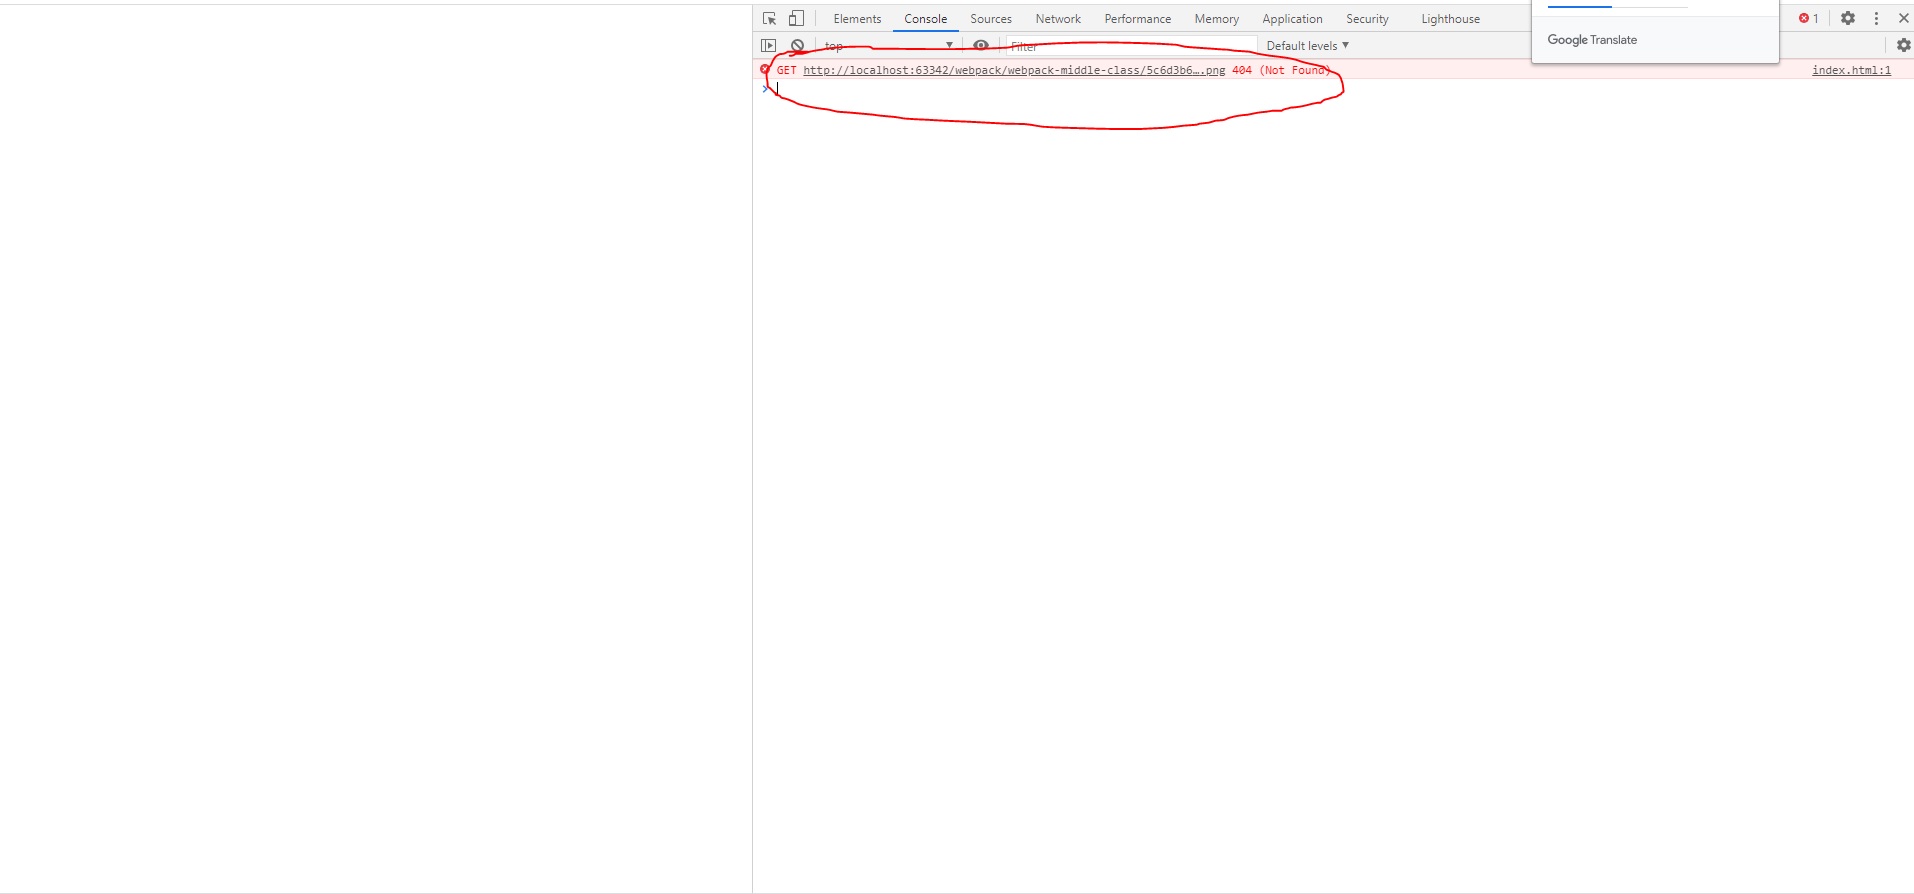 Elements Console Sources Network Performance Memory Application Security Lighthouse 1
Google Translate
top Filter Default levels
GET http://localhost:63342/webpack/webpack-middle-class/5c6d3b6….png 404 (Not Found) index.html:1